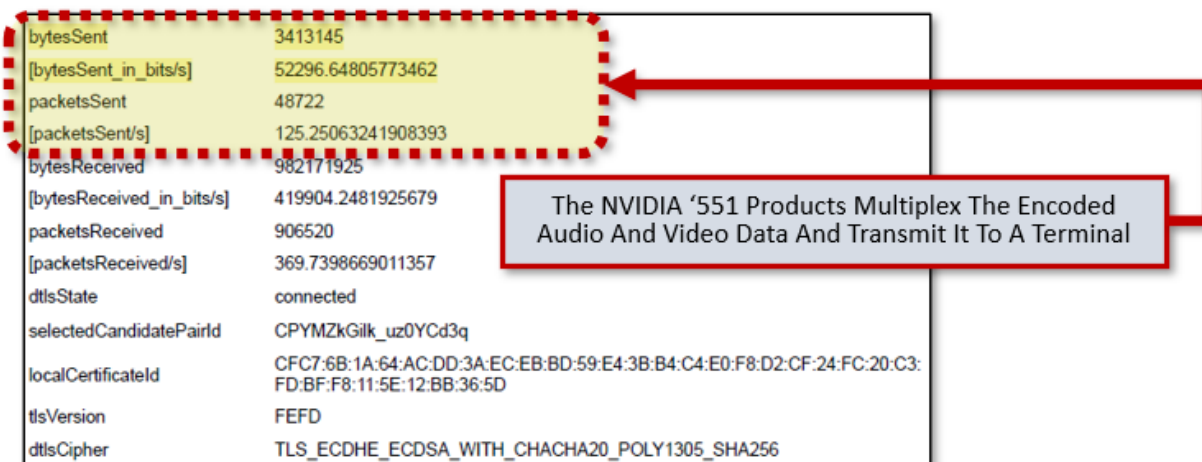 bytesSent 3413145
[bytesSent_in_bits/s] 52296.64805773462
packetsSent 48722
[packetsSent/s] 125.25063241908393
bytesReceived 982171925
[bytesReceived_in_bits/s] 419904.2481925679
packetsReceived 906520
[packetsReceived/s] 369.7398669011357
The NVIDIA ‘551 Products Multiplex The Encoded
Audio And Video Data And Transmit It To A Terminal
dtlsState connected
selectedCandidatePairId CPYMZkGilk_uz0YCd3q
localCertificateId CFC7:6B:1A:64:AC:DD:3A:EC:EB:BD:59:E4:3B:B4:C4:E0:F8:D2:CF:24:FC:20:C3:
FD:BF:F8:11:5E:12:BB:36:5D
tlsVersion FEFD
dtlsCipher TLS_ECDHE_ECDSA_WITH_CHACHA20_POLY1305_SHA256